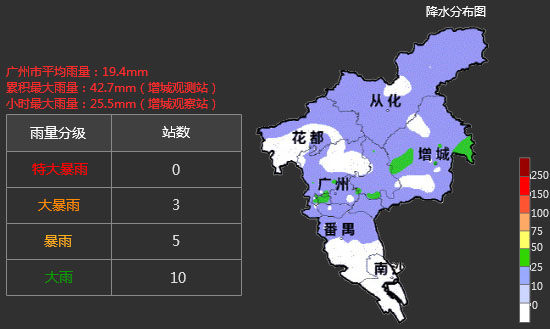 降水分布图
广州市平均雨量：19.4mm
累积最大雨量：42.7mm（增城观测站）
小时最大雨量：25.5mm（增城观察站）
雨量分级 站数
特大暴雨 0
大暴雨 3
暴雨 5
大雨 10
从化
花都
增城
广州
番禺
南沙
250
150
100
75
50
25
10
0